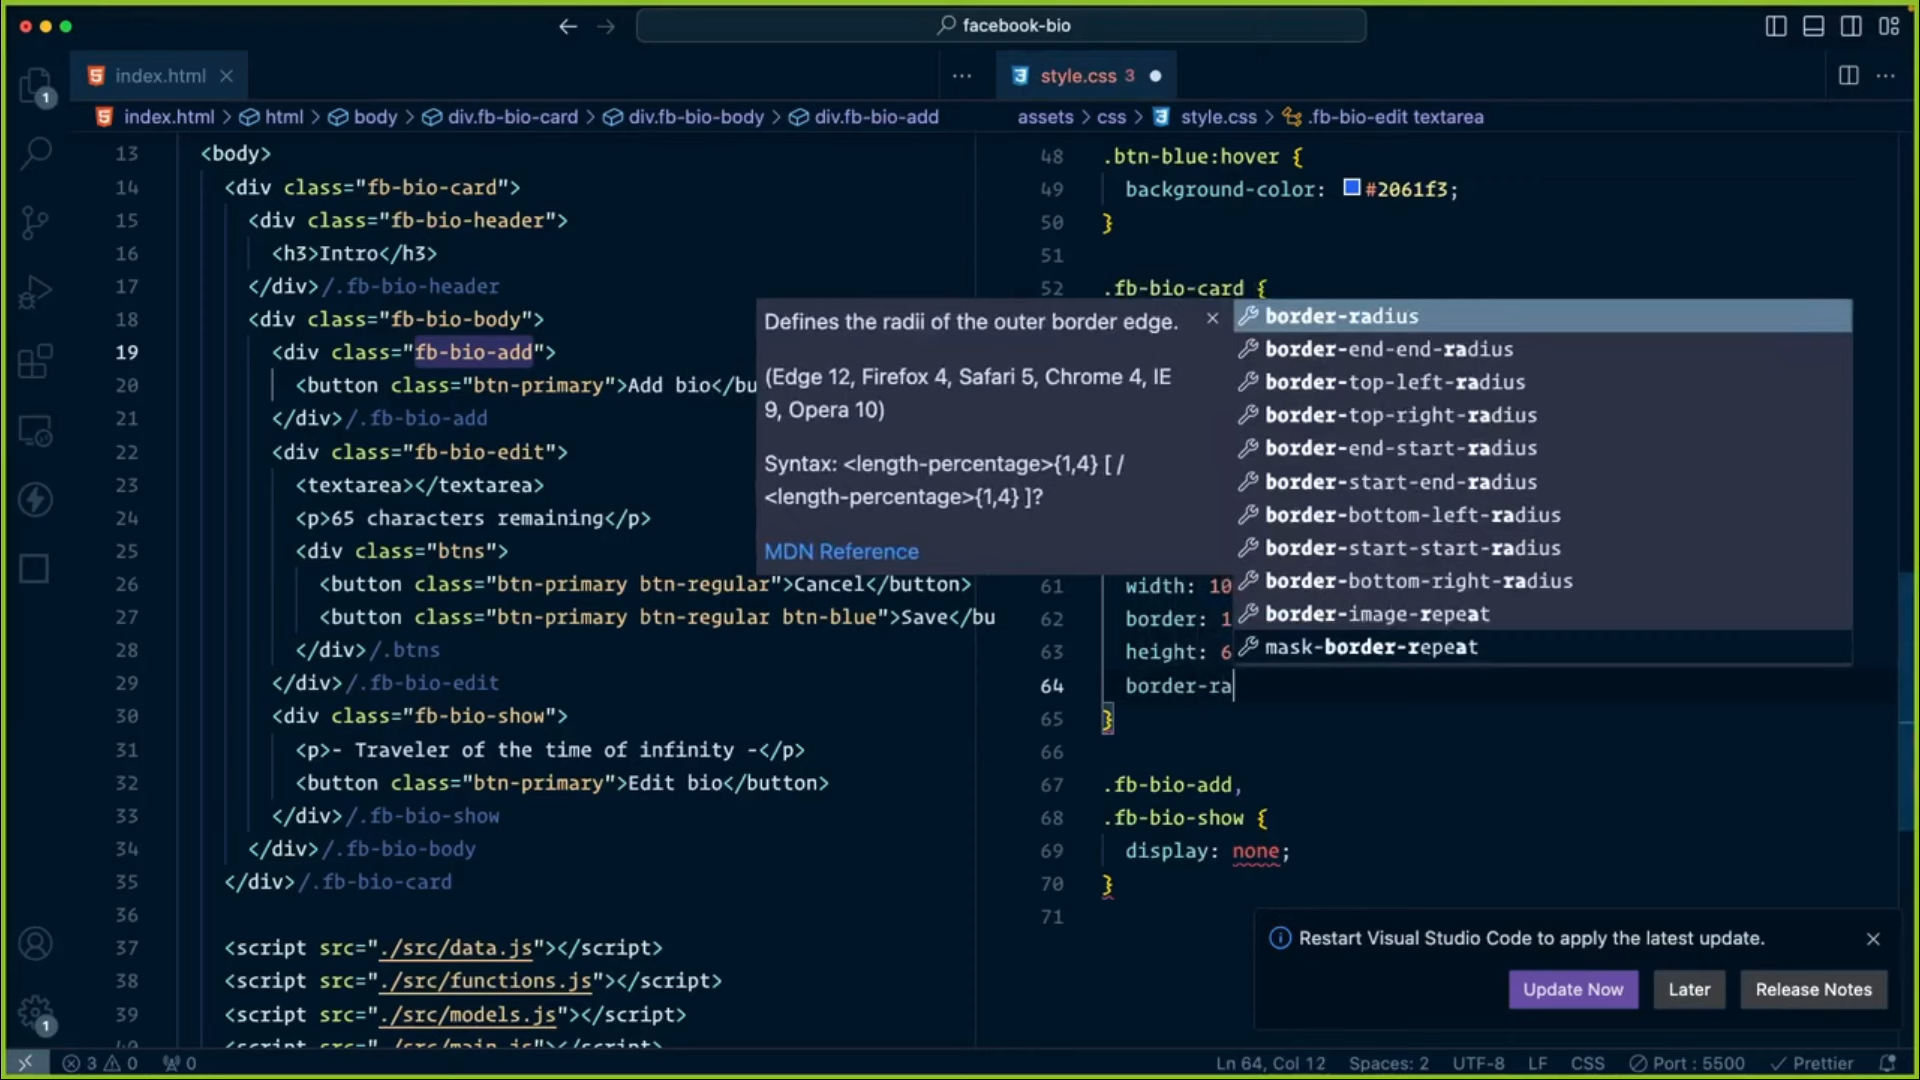 facebook-bio
index.html
style.css 3
index.html > html > body > div.fb-bio-card > div.fb-bio-body > div.fb-bio-add
assets > css > style.css > .fb-bio-edit textarea
1
13 <body>
14 <div class="fb-bio-card">
15 <div class="fb-bio-header">
16 <h3>Intro</h3>
17 </div>/.fb-bio-header
18 <div class="fb-bio-body">
19 <div class="fb-bio-add">
20 <button class="btn-primary">Add bio</bu
21 </div>/.fb-bio-add
22 <div class="fb-bio-edit">
23 <textarea></textarea>
24 <p>65 characters remaining</p>
25 <div class="btns">
26 <button class="btn-primary btn-regular">Cancel</button>
27 <button class="btn-primary btn-regular btn-blue">Save</bu
28 </div>/.btns
29 </div>/.fb-bio-edit
30 <div class="fb-bio-show">
31 <p>- Traveler of the time of infinity -</p>
32 <button class="btn-primary">Edit bio</button>
33 </div>/.fb-bio-show
34 </div>/.fb-bio-body
35 </div>/.fb-bio-card
36
37 <script src="./src/data.js"></script>
38 <script src="./src/functions.js"></script>
39 <script src="./src/models.js"></script>
40 <script src="./src/main.js"></script>
48 .btn-blue:hover {
49 background-color: #2061f3;
50 }
51
52 .fb-bio-card {
Defines the radii of the outer border edge.
(Edge 12, Firefox 4, Safari 5, Chrome 4, IE
9, Opera 10)
Syntax: <length-percentage>{1,4} [ /
<length-percentage>{1,4} ]?
MDN Reference
border-radius
border-end-end-radius
border-top-left-radius
border-top-right-radius
border-end-start-radius
border-start-end-radius
border-bottom-left-radius
border-start-start-radius
border-bottom-right-radius
border-image-repeat
mask-border-repeat
61 width: 10
62 border: 1
63 height: 6
64 border-ra
65 }
66
67 .fb-bio-add,
68 .fb-bio-show {
69 display: none;
70 }
71
Restart Visual Studio Code to apply the latest update.
Update Now
Later
Release Notes
1
3 0 0
Ln 64, Col 12 Spaces: 2 UTF-8 LF CSS Port : 5500 Prettier